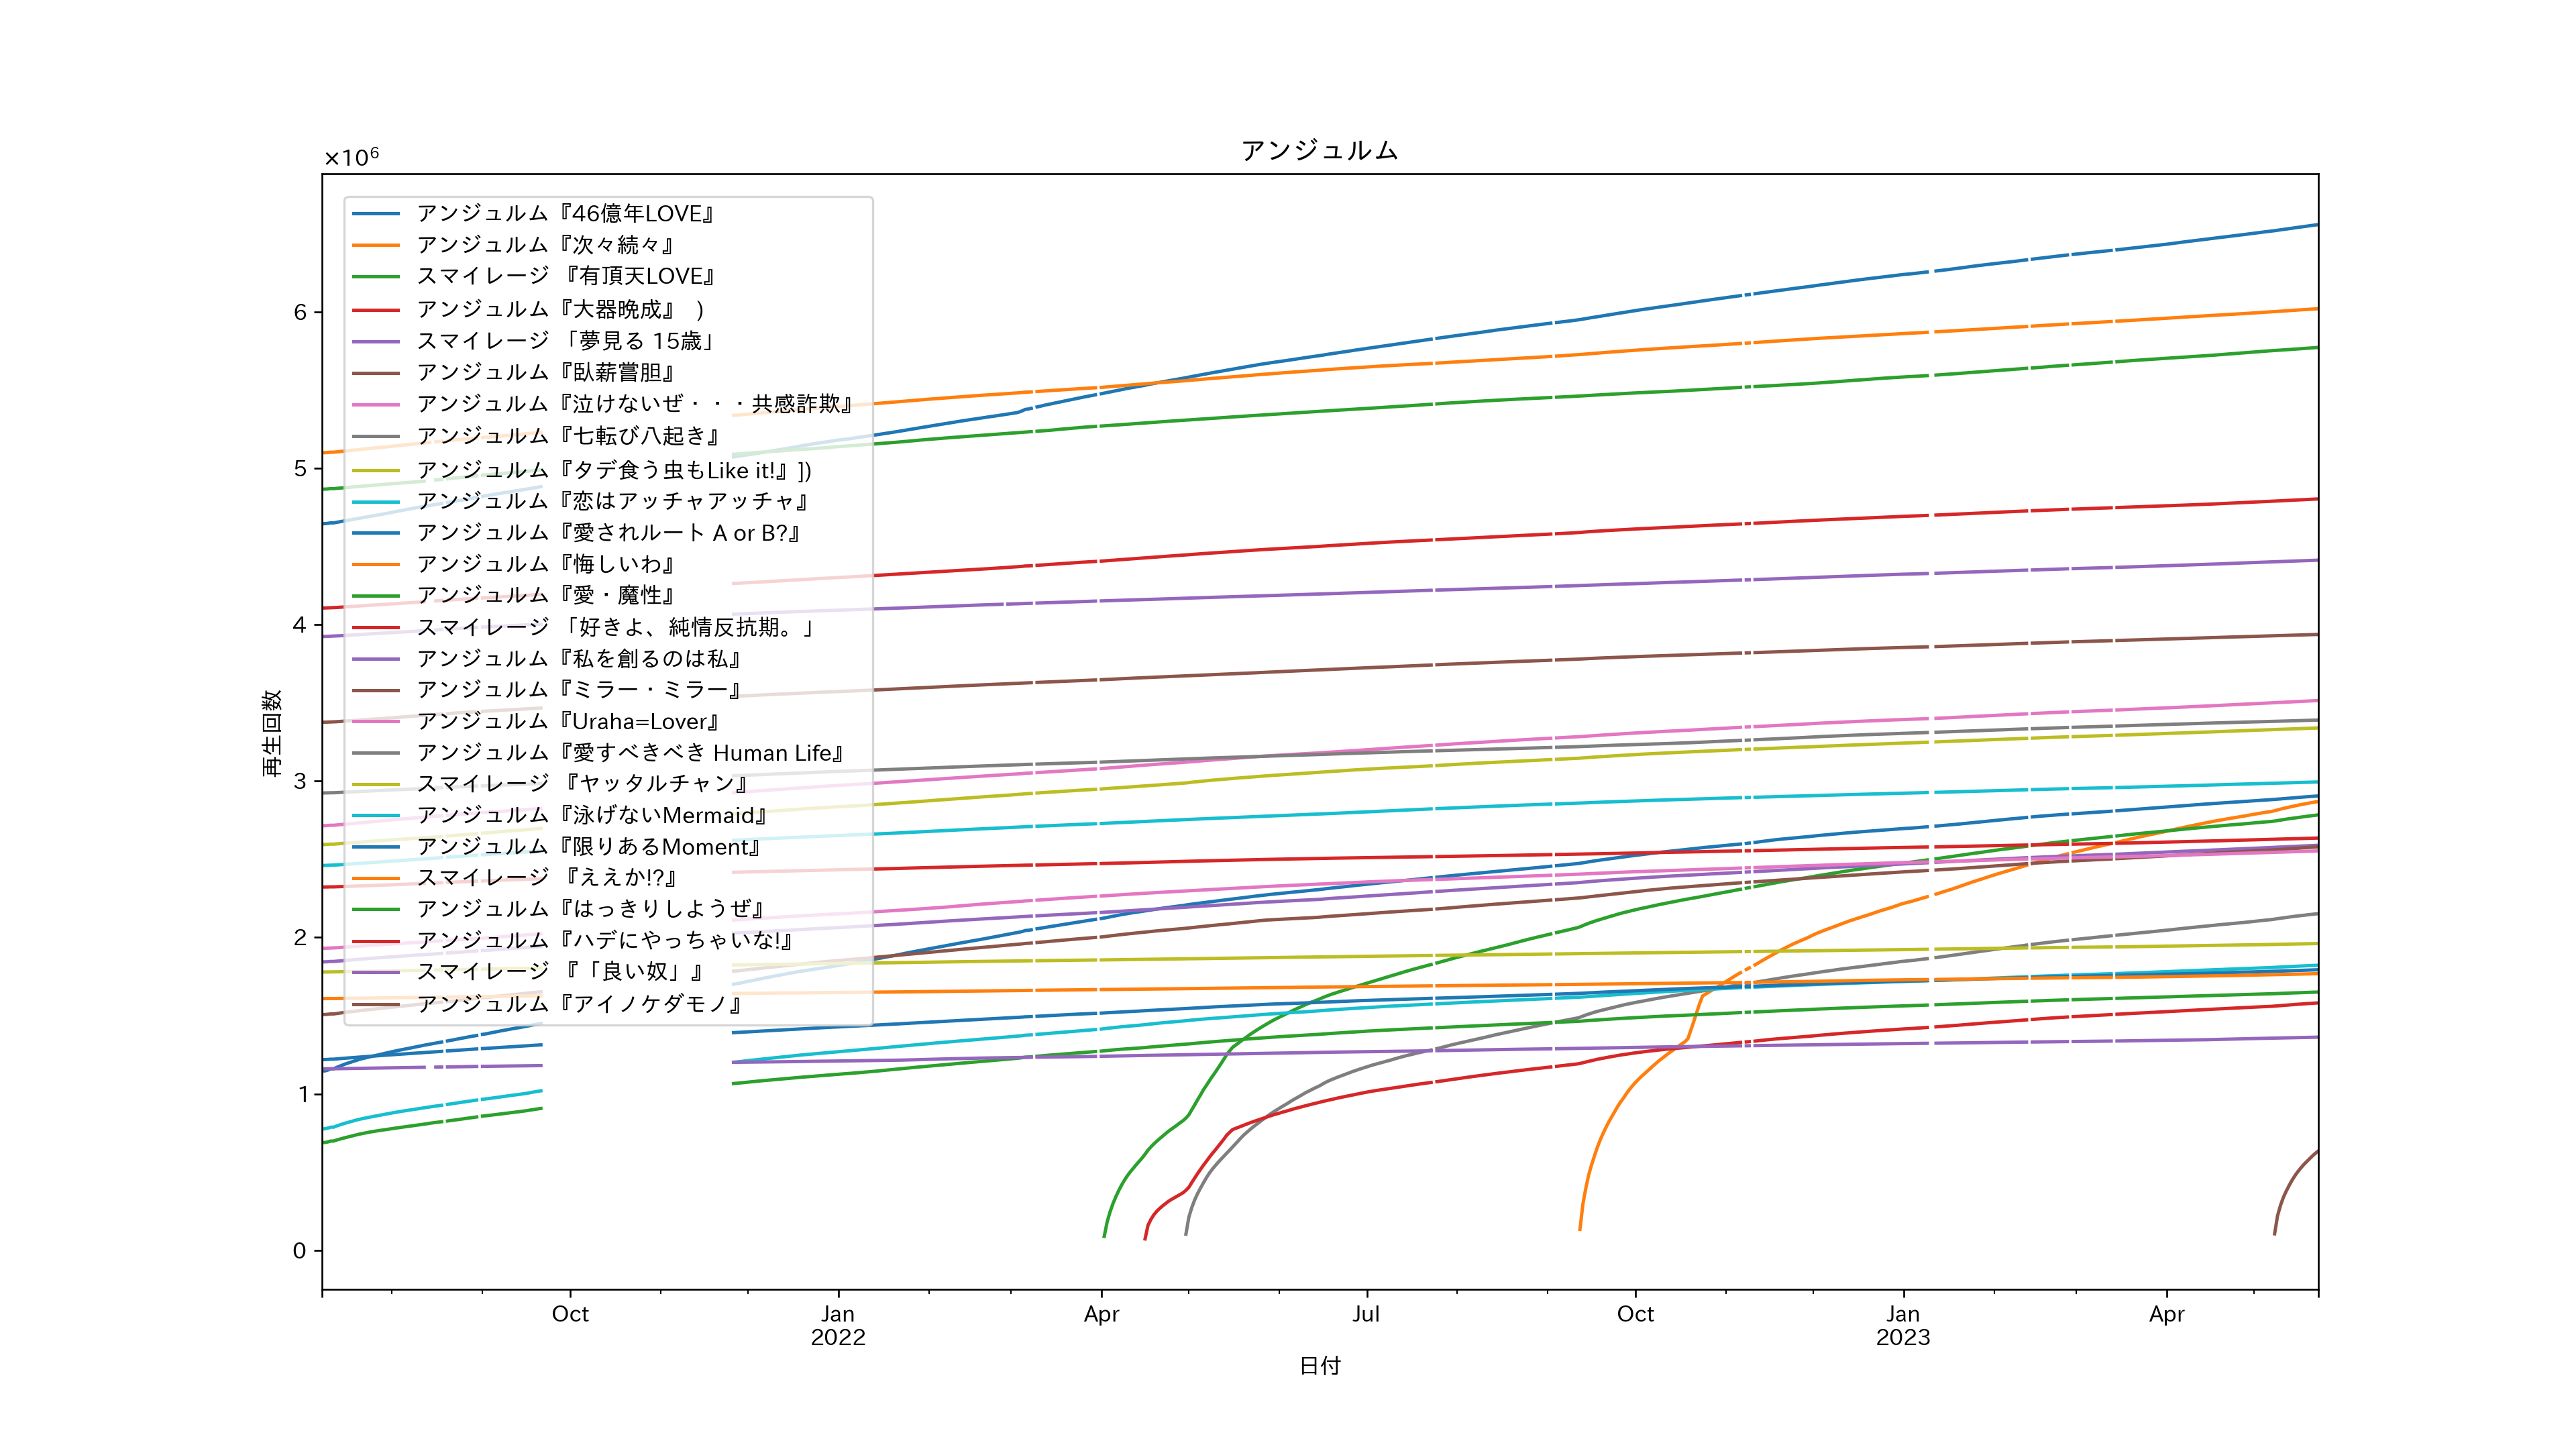 アンジュルム
×10⁶
アンジュルム『46億年LOVE』
アンジュルム『次々続々』
スマイレージ 『有頂天LOVE』
アンジュルム『大器晩成』 )
スマイレージ 「夢見る 15歳」
アンジュルム『臥薪嘗胆』
アンジュルム『泣けないぜ・・・共感詐欺』
アンジュルム『七転び八起き』
アンジュルム『タデ食う虫もLike it!』])
アンジュルム『恋はアッチャアッチャ』
アンジュルム『愛されルート A or B?』
アンジュルム『悔しいわ』
アンジュルム『愛・魔性』
スマイレージ 「好きよ、純情反抗期。」
アンジュルム『私を創るのは私』
アンジュルム『ミラー・ミラー』
アンジュルム『Uraha=Lover』
アンジュルム『愛すべきべき Human Life』
スマイレージ 『ヤッタルチャン』
アンジュルム『泳げないMermaid』
アンジュルム『限りあるMoment』
スマイレージ 『ええか!?』
アンジュルム『はっきりしようぜ』
アンジュルム『ハデにやっちゃいな!』
スマイレージ 『「良い奴」』
アンジュルム『アイノケダモノ』
再生回数
6
5
4
3
2
1
0
Oct Jan Apr Jul Oct Jan Apr
2022 2023
日付